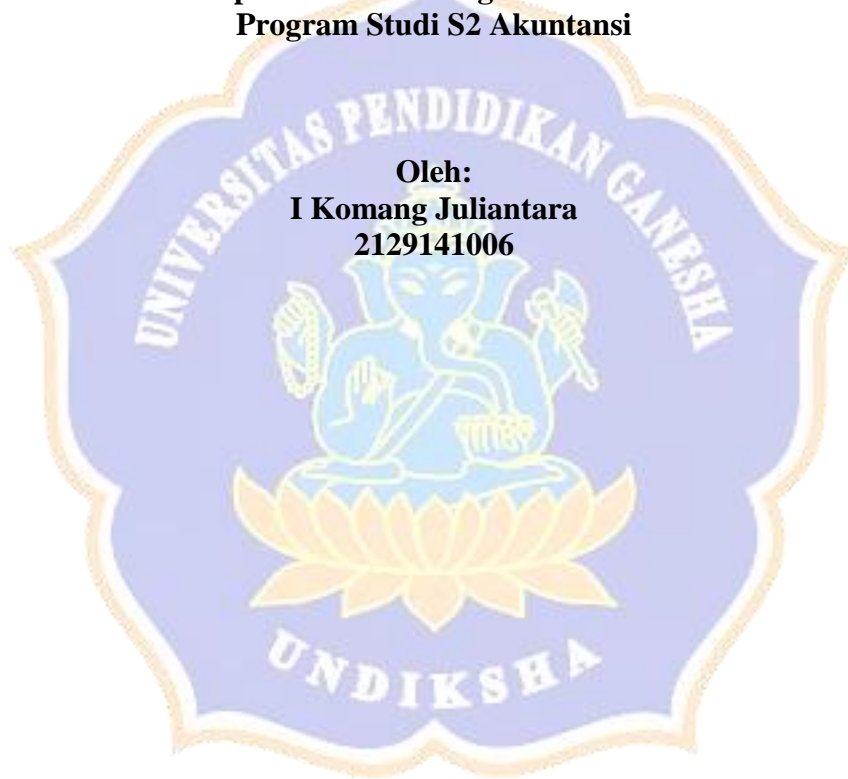 Program Studi S2 Akuntansi
UNIVERSITAS PENDIDIKAN GANESHA
Oleh:
I Komang Juliantara
2129141006
UNDIKSHA